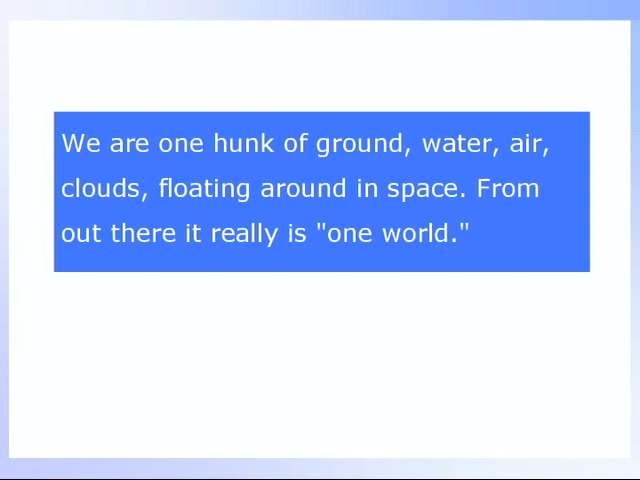 We are one hunk of ground, water, air,
clouds, floating around in space. From
out there it really is "one world."